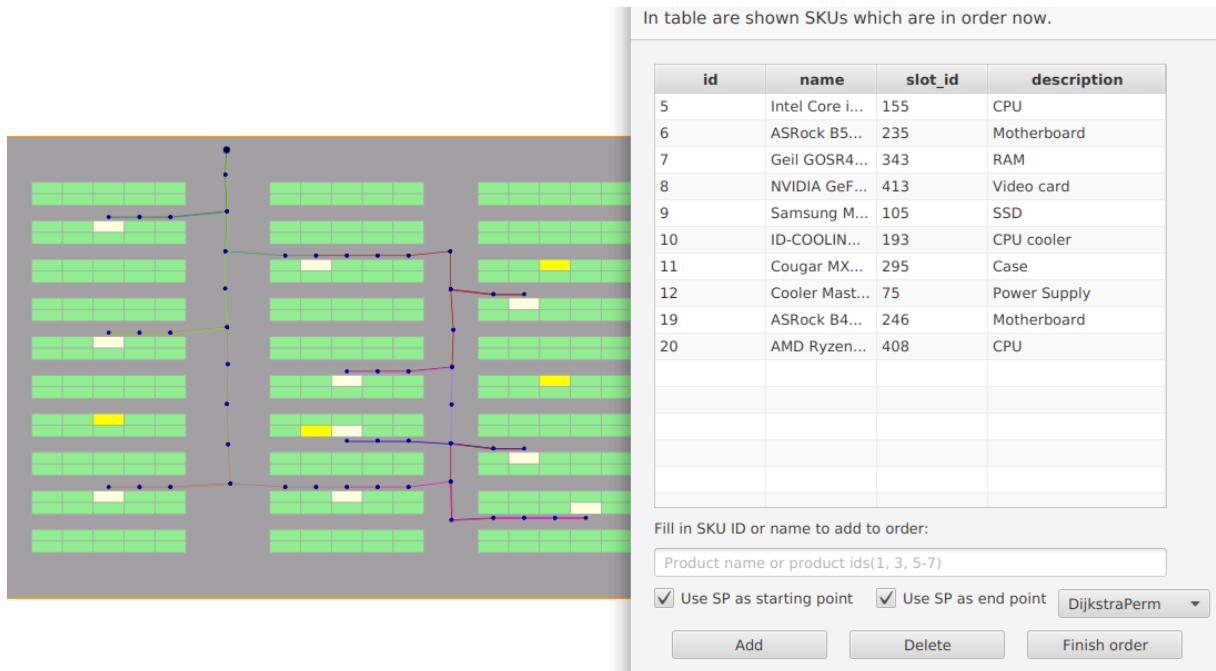 In table are shown SKUs which are in order now.
id name slot_id description
5 Intel Core i... 155 CPU
6 ASRock B5... 235 Motherboard
7 Geil GOSR4... 343 RAM
8 NVIDIA GeF... 413 Video card
9 Samsung M... 105 SSD
10 ID-COOLIN... 193 CPU cooler
11 Cougar MX... 295 Case
12 Cooler Mast... 75 Power Supply
19 ASRock B4... 246 Motherboard
20 AMD Ryzen... 408 CPU
Fill in SKU ID or name to add to order:
Product name or product ids(1, 3, 5-7)
Use SP as starting point Use SP as end point DijkstraPerm
Add Delete Finish order